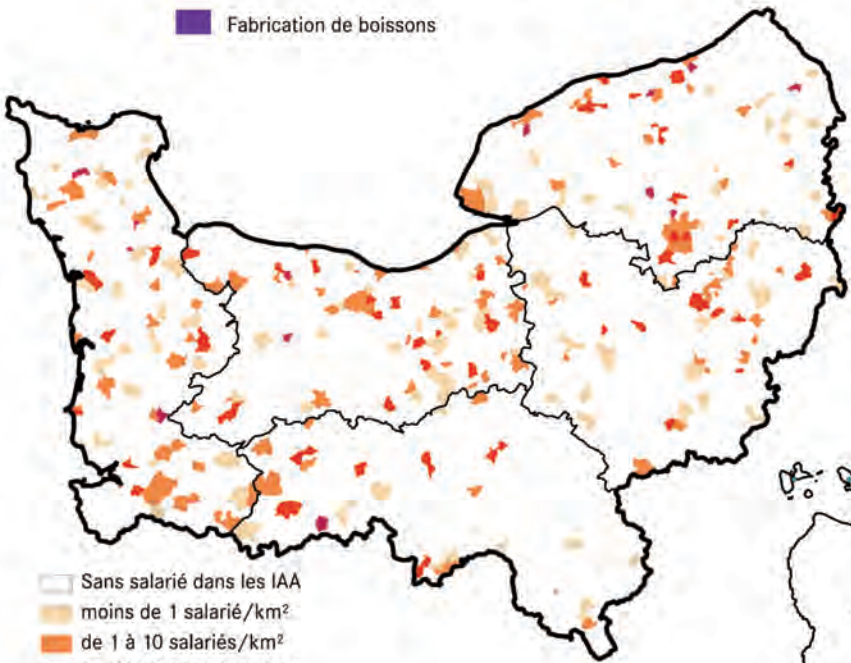 Fabrication de boissons
Sans salarié dans les IAA
moins de 1 salarié/km²
de 1 à 10 salariés/km²